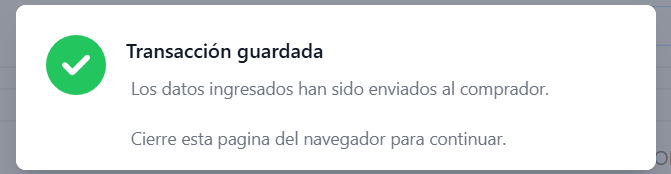 Transacción guardada
Los datos ingresados han sido enviados al comprador.
Cierre esta pagina del navegador para continuar.